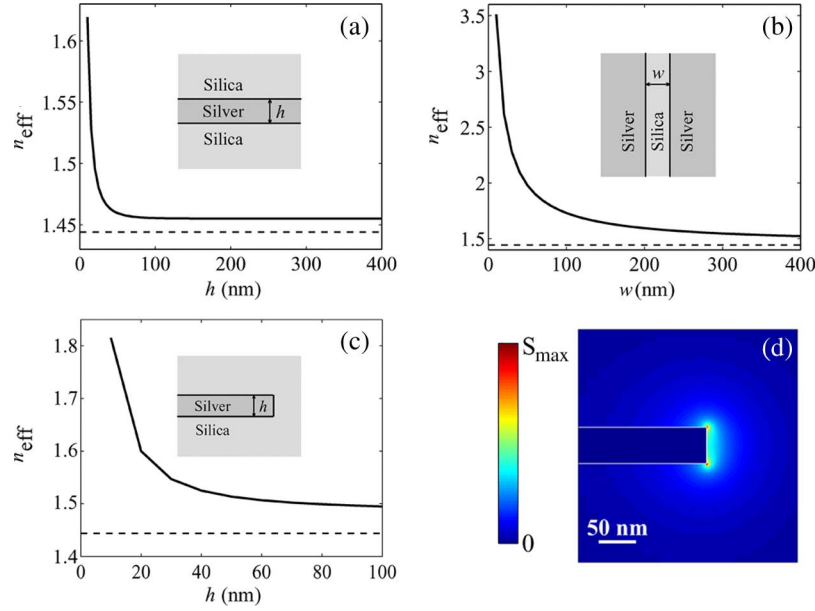 (a)
1.6
1.55
1.5
1.45
n_eff
0
100
200
300
400
h (nm)
Silica
Silver
h
Silica
(b)
3.5
3
2.5
2
1.5
n_eff
0
100
200
300
400
w (nm)
w
Silver
Silica
Silver
(c)
1.8
1.7
1.6
1.5
1.4
n_eff
0
20
40
60
80
100
h (nm)
Silver
h
Silica
(d)
S_max
0
50 nm